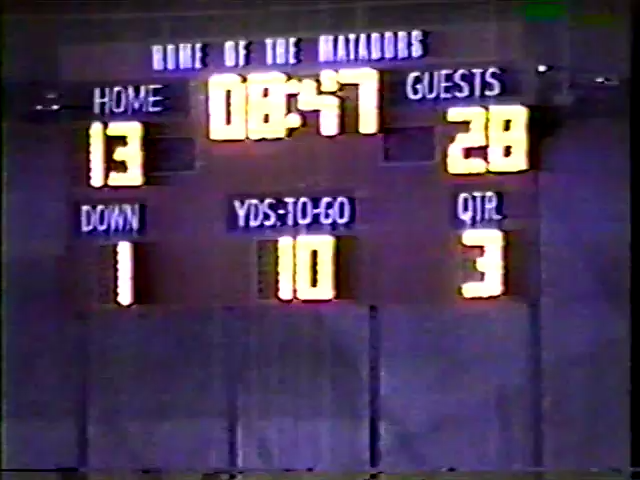 HOME OF THE MATADORS
HOME 08:47 GUESTS
13 28
DOWN YDS-TO-GO QTR.
1 10 3